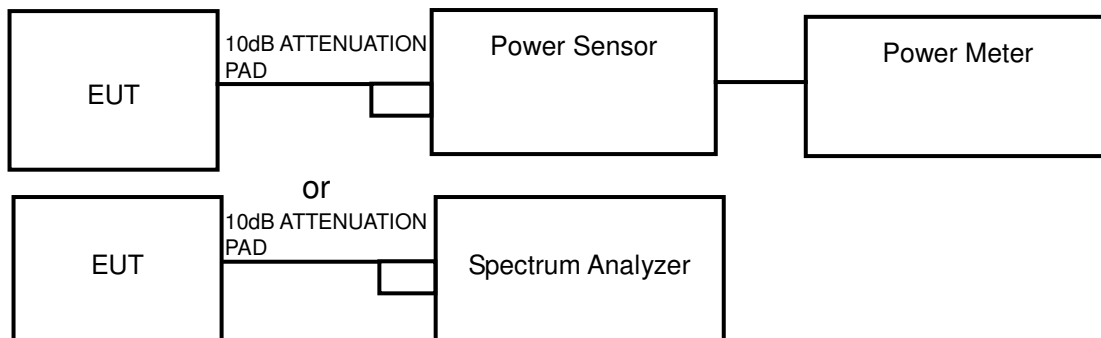 EUT
10dB ATTENUATION
PAD
Power Sensor
Power Meter
or
EUT
10dB ATTENUATION
PAD
Spectrum Analyzer